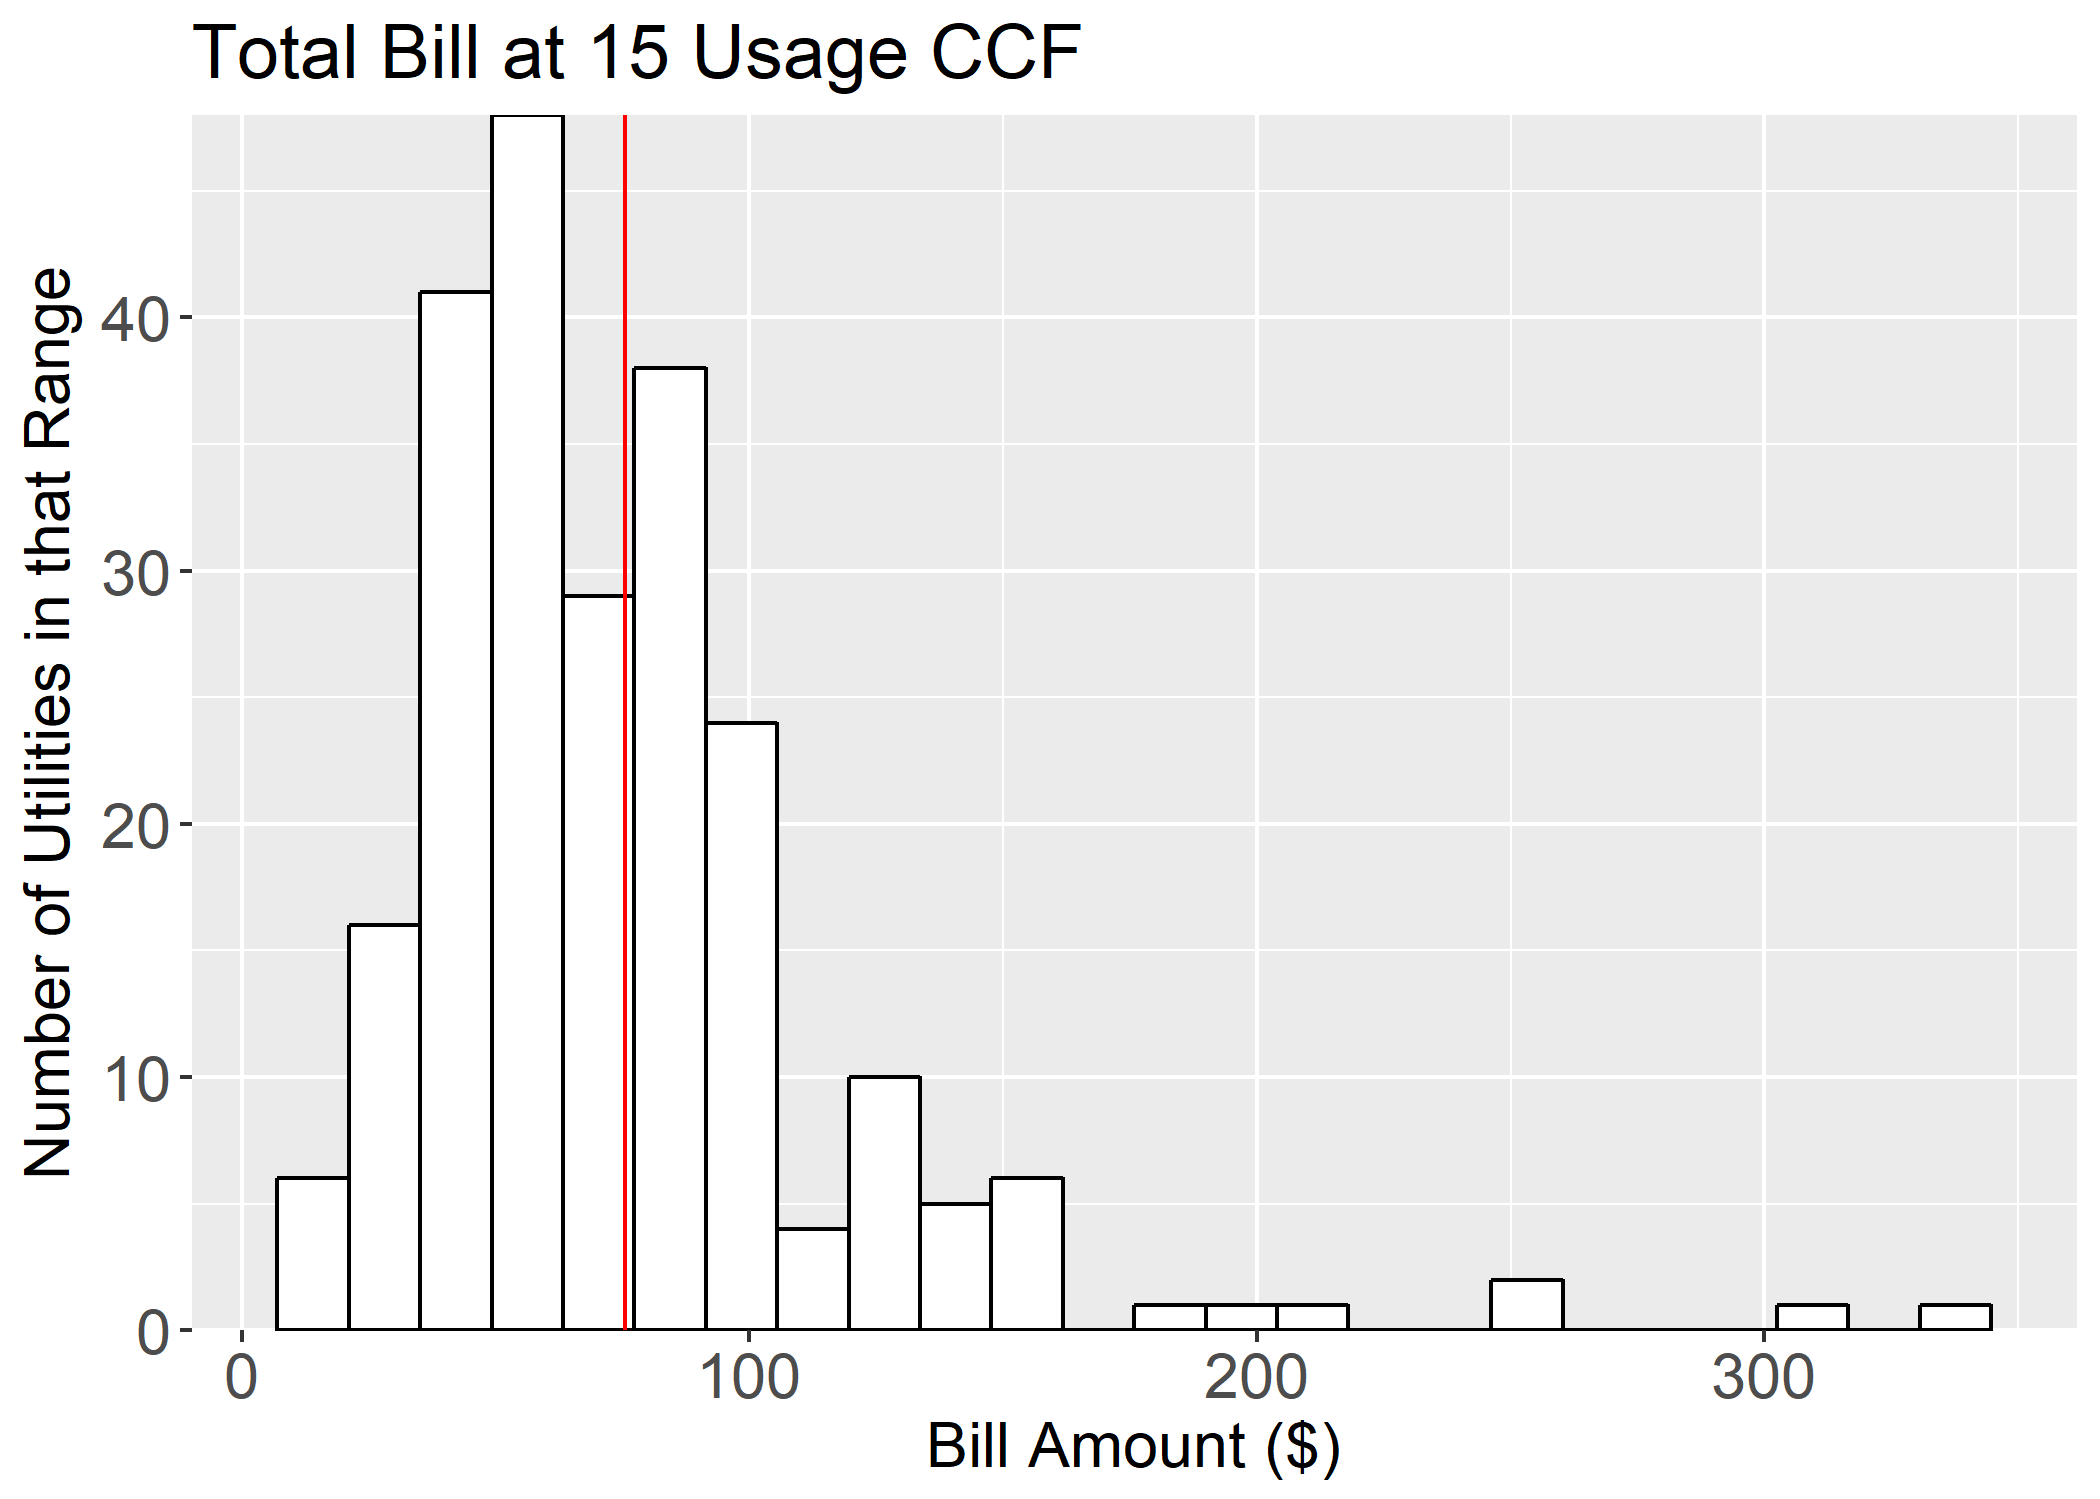 Total Bill at 15 Usage CCF
Number of Utilities in that Range
40
30
20
10
0
0 100 200 300
Bill Amount ($)